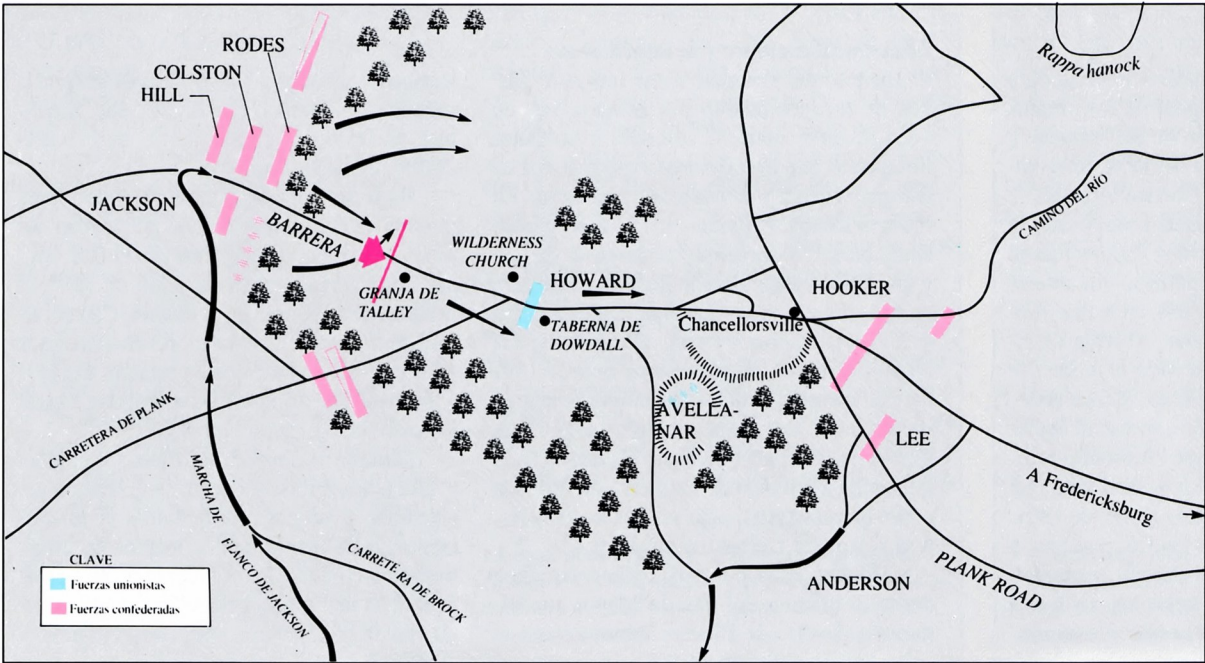 RODES
COLSTON
HILL
Rappa hanock
JACKSON
BARRERA
WILDERNESS
CHURCH
CAMINO DEL RÍO
HOWARD
HOOKER
GRANJA DE
TALLEY
TABERNA DE
DOWDALL
Chancellorsville
CARRETERA DE PLANK
AVELLA-
NAR
LEE
MARCHA DE
FLANCO DE JACKSON
A Fredericksburg
CARRETERA DE BROCK
ANDERSON
PLANK ROAD
CLAVE
Fuerzas unionistas
Fuerzas confederadas